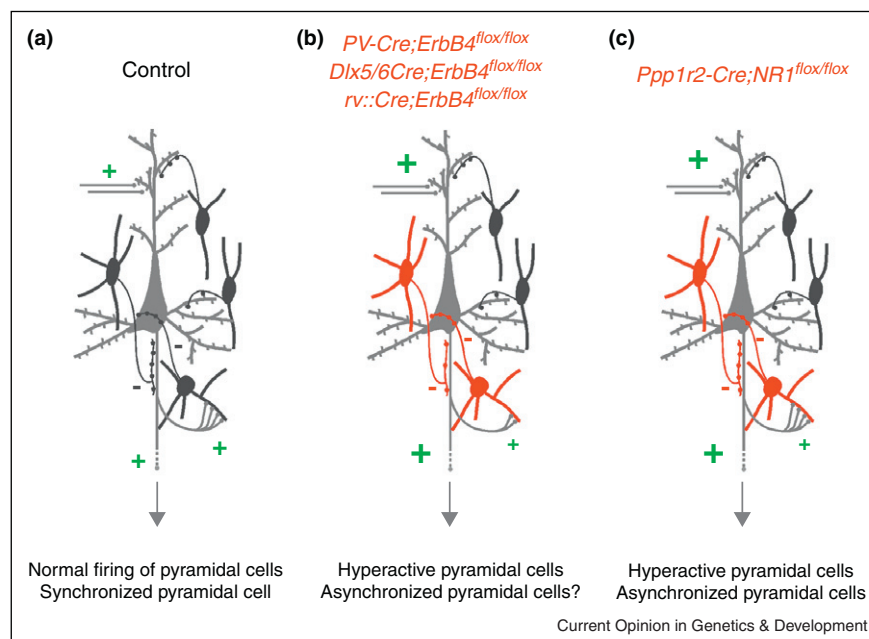 (a)
Control
(b)
PV-Cre;ErbB4flox/flox
Dlx5/6Cre;ErbB4flox/flox
rv::Cre;ErbB4flox/flox
(c)
Ppp1r2-Cre;NR1flox/flox
+
+
+
-
-
+
+
+
-
-
+
+
+
-
-
Normal firing of pyramidal cells
Synchronized pyramidal cell
Hyperactive pyramidal cells
Asynchronized pyramidal cells?
Hyperactive pyramidal cells
Asynchronized pyramidal cells
Current Opinion in Genetics & Development